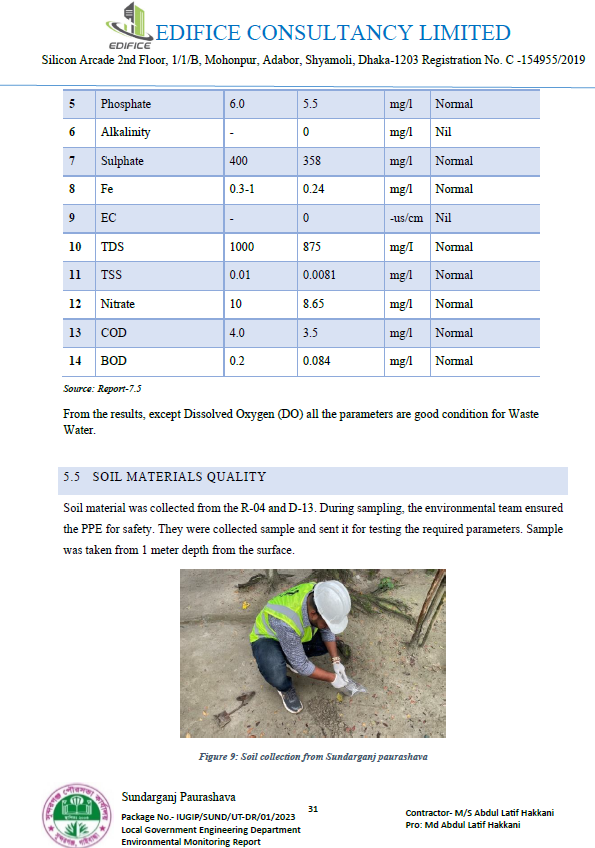 EDIFICE
EDIFICE CONSULTANCY LIMITED
Silicon Arcade 2nd Floor, 1/1/B, Mohonpur, Adabor, Shyamoli, Dhaka-1203 Registration No. C -154955/2019
5 Phosphate 6.0 5.5 mg/l Normal
6 Alkalinity - 0 mg/l Nil
7 Sulphate 400 358 mg/l Normal
8 Fe 0.3-1 0.24 mg/l Normal
9 EC - 0 -us/cm Nil
10 TDS 1000 875 mg/I Normal
11 TSS 0.01 0.0081 mg/l Normal
12 Nitrate 10 8.65 mg/l Normal
13 COD 4.0 3.5 mg/l Normal
14 BOD 0.2 0.084 mg/l Normal
Source: Report-7.5
From the results, except Dissolved Oxygen (DO) all the parameters are good condition for Waste
Water.
5.5 SOIL MATERIALS QUALITY
Soil material was collected from the R-04 and D-13. During sampling, the environmental team ensured
the PPE for safety. They were collected sample and sent it for testing the required parameters. Sample
was taken from 1 meter depth from the surface.
Figure 9: Soil collection from Sundarganj paurashava
Sundarganj Paurashava
Package No.- IUGIP/SUND/UT-DR/01/2023
Local Government Engineering Department
Environmental Monitoring Report
31
Contractor- M/S Abdul Latif Hakkani
Pro: Md Abdul Latif Hakkani